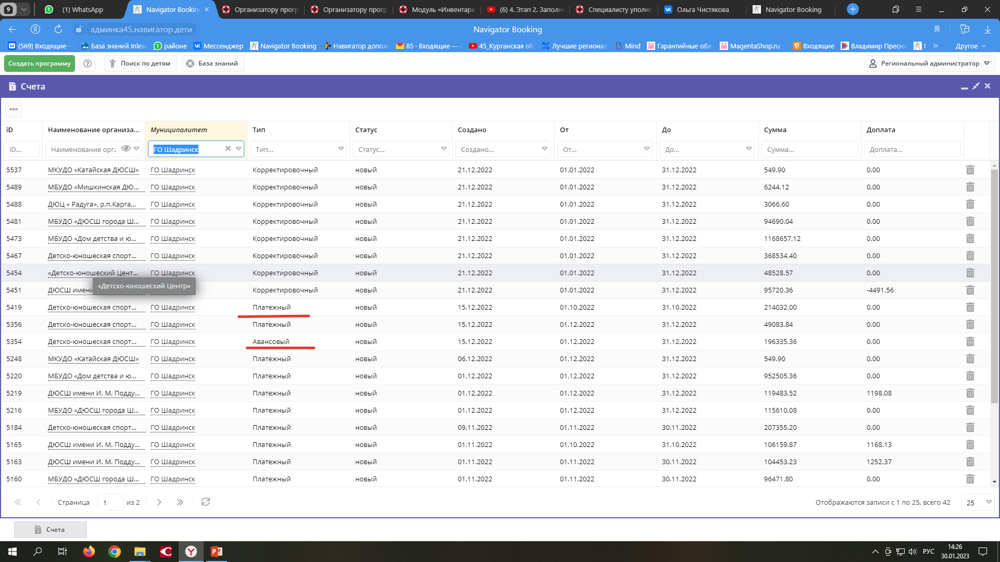 9 (1) WhatsApp Navigator Booking Организатору прогр Организатору прогр Модуль «Инвентари (6) 4. Этап 2. Заполн Специалисту уполно Ольга Чистякова Navigator Booking
админка45.навигатор.дети Navigator Booking
(569) Входящие - База знаний Inlear 1 районе Мессенджер Navigator Booking Навигатор допол 85 · Входящие — 45_Курганская об Лучшие регионал Mind Гарантийные обя MagentaShop.ru - Входящие Владимир Пресня Другое
Создать программу Поиск по детям База знаний Региональный администратор
Счета
iD Наименование организа... Муниципалитет Тип Статус Создано От До Сумма Доплата
iD... Наименование орга ГО Шадринск Тип... Статус... Создано... От... До... Сумма... Доплата...
5537 МКУДО «Катайская ДЮСШ» ГО Шадринск Корректировочный новый 21.12.2022 01.01.2022 31.12.2022 549.90 0.00
5489 МБУДО «Мишкинская ДЮ... ГО Шадринск Корректировочный новый 21.12.2022 01.01.2022 31.12.2022 6244.12 0.00
5488 ДЮЦ « Радуга», р.п.Карга... ГО Шадринск Корректировочный новый 21.12.2022 01.01.2022 31.12.2022 3066.60 0.00
5481 МБУДО «ДЮСШ города Ш... ГО Шадринск Корректировочный новый 21.12.2022 01.01.2022 31.12.2022 94690.04 0.00
5473 МБУДО «Дом детства и ю... ГО Шадринск Корректировочный новый 21.12.2022 01.01.2022 31.12.2022 1168657.12 0.00
5467 Детско-юношеская спорт... ГО Шадринск Корректировочный новый 21.12.2022 01.01.2022 31.12.2022 368534.40 0.00
5454 «Детско-юношеский Цент... ГО Шадринск Корректировочный новый 21.12.2022 01.01.2022 31.12.2022 48528.57 0.00
«Детско-юношеский Центр»
5451 ДЮСШ имени Корректировочный новый 21.12.2022 01.01.2022 31.12.2022 95720.36 -4491.56
5419 Детско-юношеская спорт... ГО Шадринск Платежный новый 15.12.2022 01.10.2022 31.10.2022 214032.00 0.00
5356 Детско-юношеская спорт... ГО Шадринск Платежный новый 15.12.2022 01.12.2022 31.12.2022 49083.84 0.00
5354 Детско-юношеская спорт... ГО Шадринск Авансовый новый 15.12.2022 01.12.2022 31.12.2022 196335.36 0.00
5248 МКУДО «Катайская ДЮСШ» ГО Шадринск Платежный новый 06.12.2022 01.12.2022 31.12.2022 549.90 0.00
5220 МБУДО «Дом детства и ю... ГО Шадринск Платежный новый 01.12.2022 01.12.2022 31.12.2022 952505.36 0.00
5219 ДЮСШ имени И. М. Подду... ГО Шадринск Платежный новый 01.12.2022 01.12.2022 31.12.2022 119483.52 1198.08
5216 МБУДО «ДЮСШ города Ш... ГО Шадринск Платежный новый 01.12.2022 01.12.2022 31.12.2022 115610.08 0.00
5184 Детско-юношеская спорт... ГО Шадринск Платежный новый 09.11.2022 01.11.2022 30.11.2022 207355.20 0.00
5165 ДЮСШ имени И. М. Подду... ГО Шадринск Платежный новый 01.11.2022 01.10.2022 31.10.2022 106159.87 1168.13
5163 ДЮСШ имени И. М. Подду... ГО Шадринск Платежный новый 01.11.2022 01.11.2022 30.11.2022 104453.23 1252.37
5160 МБУДО «ДЮСШ города Ш... ГО Шадринск Платежный новый 01.11.2022 01.11.2022 30.11.2022 96471.80 0.00
Страница 1 из 2 Отображаются записи с 1 по 25, всего 42 25
Счета
РУС 14:26
30.01.2023